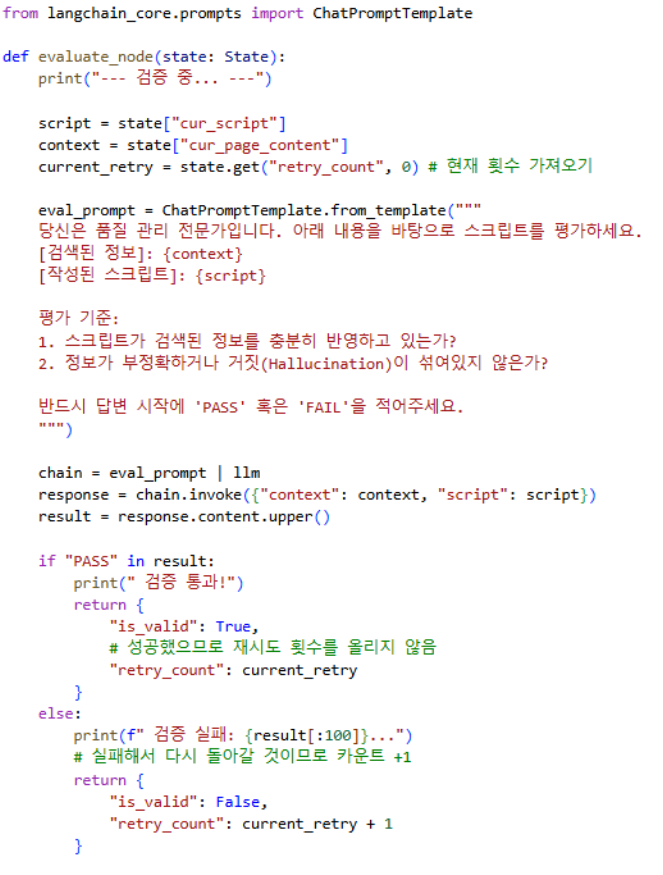 from langchain_core.prompts import ChatPromptTemplate

def evaluate_node(state: State):
    print("--- 검증 중... ---")

    script = state["cur_script"]
    context = state["cur_page_content"]
    current_retry = state.get("retry_count", 0) # 현재 횟수 가져오기

    eval_prompt = ChatPromptTemplate.from_template("""
    당신은 품질 관리 전문가입니다. 아래 내용을 바탕으로 스크립트를 평가하세요.
    [검색된 정보]: {context}
    [작성된 스크립트]: {script}

    평가 기준:
    1. 스크립트가 검색된 정보를 충분히 반영하고 있는가?
    2. 정보가 부정확하거나 거짓(Hallucination)이 섞여있지 않은가?

    반드시 답변 시작에 'PASS' 혹은 'FAIL'을 적어주세요.
    """)

    chain = eval_prompt | llm
    response = chain.invoke({"context": context, "script": script})
    result = response.content.upper()

    if "PASS" in result:
        print(" 검증 통과!")
        return {
            "is_valid": True,
            # 성공했으므로 재시도 횟수를 올리지 않음
            "retry_count": current_retry
        }
    else:
        print(f" 검증 실패: {result[:100]}...")
        # 실패해서 다시 돌아갈 것이므로 카운트 +1
        return {
            "is_valid": False,
            "retry_count": current_retry + 1
        }